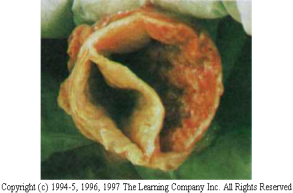 Copyright (c) 1994-5, 1996, 1997 The Learning Company Inc. All Rights Reserved